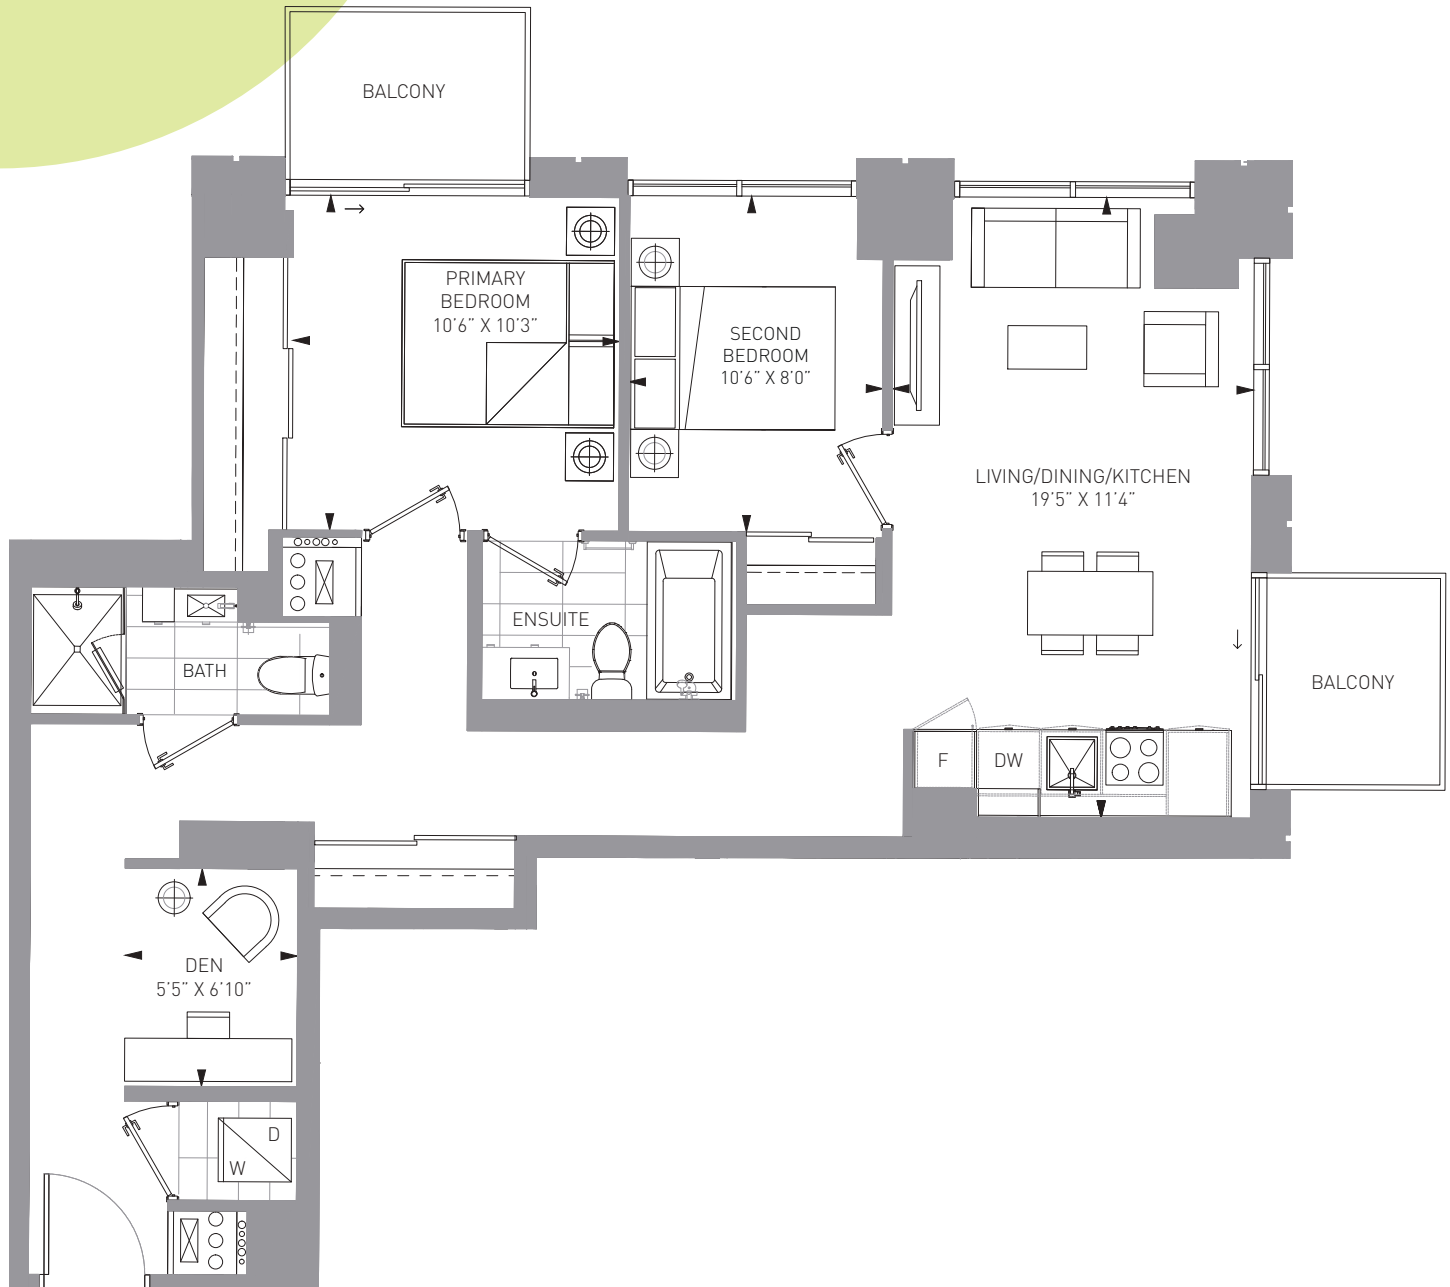 BALCONY
PRIMARY
BEDROOM
10'6" X 10'3"
SECOND
BEDROOM
10'6" X 8'0"
LIVING/DINING/KITCHEN
19'5" X 11'4"
ENSUITE
BATH
BALCONY
F
DW
DEN
5'5" X 6'10"
D
W